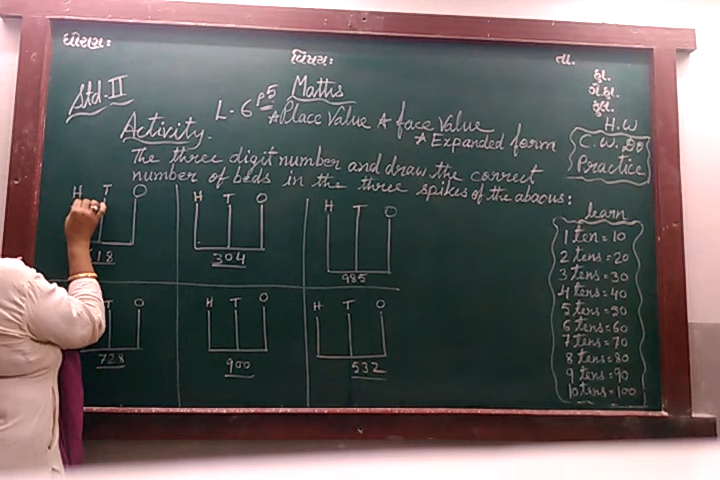 ધોરણ:
વિષય:
તા.
Std. II
Maths
હા.
ગે.હા.
કુલ.
L-6 P5
*Place Value * face Value
* Expanded form
H.W
C.W. Do
Practice
Activity.
The three digit number and draw the correct
number of beds in the three spikes of the abacus:
H T O
18
H T O
304
H T O
985
T O
728
H T O
900
H T O
532
learn
1 ten = 10
2 tens = 20
3 tens = 30
4 tens = 40
5 tens = 50
6 tens = 60
7 tens = 70
8 tens = 80
9 tens = 90
10 tens = 100